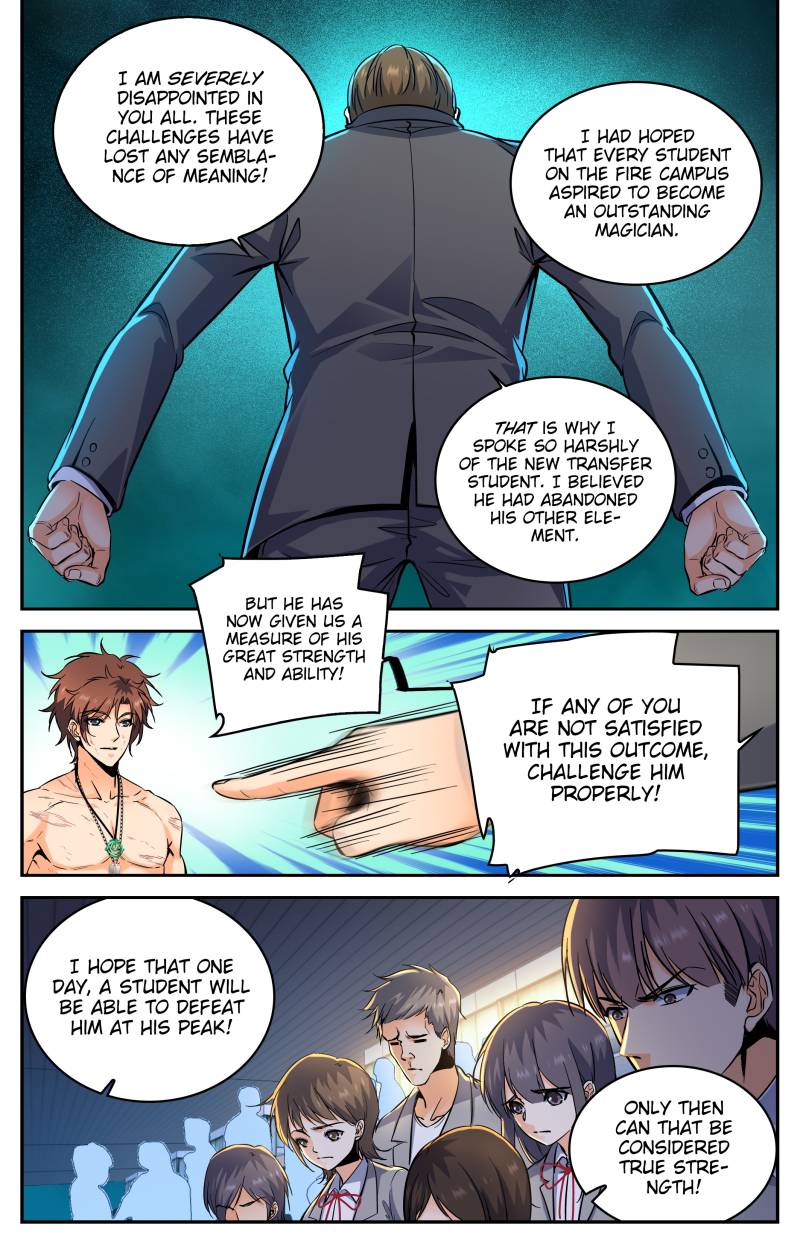 I AM SEVERELY
DISAPPOINTED IN
YOU ALL. THESE
CHALLENGES HAVE
LOST ANY SEMBLA-
NCE OF MEANING!
I HAD HOPED
THAT EVERY STUDENT
ON THE FIRE CAMPUS
ASPIRED TO BECOME
AN OUTSTANDING
MAGICIAN.
THAT IS WHY I
SPOKE SO HARSHLY
OF THE NEW TRANSFER
STUDENT. I BELIEVED
HE HAD ABANDONED
HIS OTHER ELE-
MENT.
BUT HE HAS
NOW GIVEN US A
MEASURE OF HIS
GREAT STRENGTH
AND ABILITY!
IF ANY OF YOU
ARE NOT SATISFIED
WITH THIS OUTCOME,
CHALLENGE HIM
PROPERLY!
I HOPE THAT ONE
DAY, A STUDENT WILL
BE ABLE TO DEFEAT
HIM AT HIS PEAK!
ONLY THEN
CAN THAT BE
CONSIDERED
TRUE STRE-
NGTH!